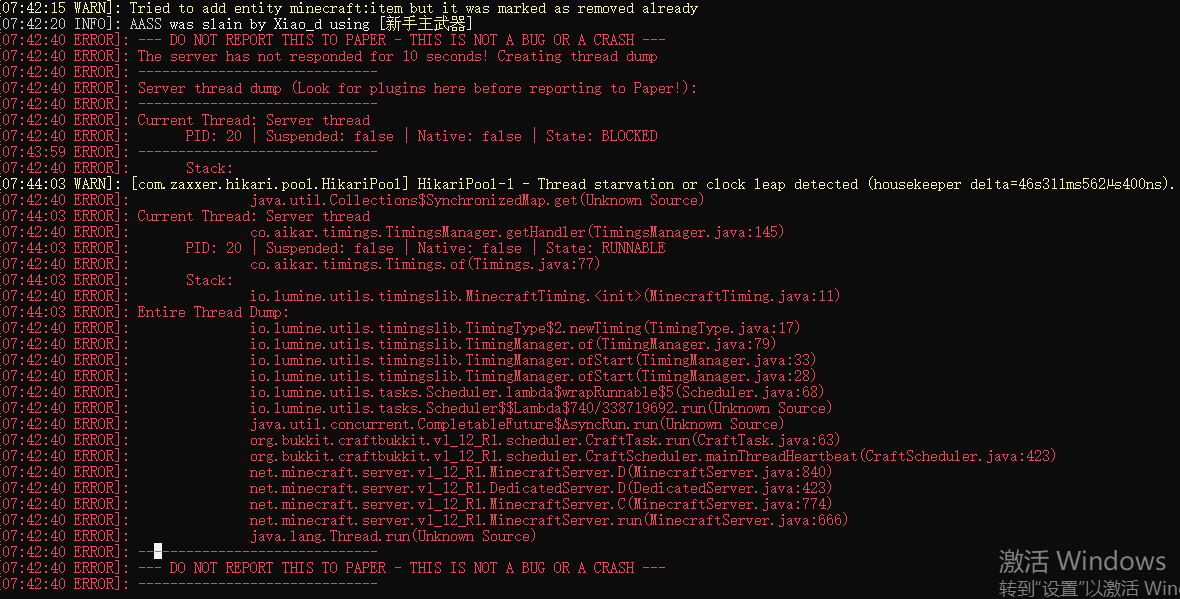 [07:42:15 WARN]: Tried to add entity minecraft:item but it was marked as removed already
[07:42:20 INFO]: AASS was slain by Xiao_d using [新手主武器]
[07:42:40 ERROR]: --- DO NOT REPORT THIS TO PAPER - THIS IS NOT A BUG OR A CRASH ---
[07:42:40 ERROR]: The server has not responded for 10 seconds! Creating thread dump
[07:42:40 ERROR]: ------------------------------
[07:42:40 ERROR]: Server thread dump (Look for plugins here before reporting to Paper!):
[07:42:40 ERROR]: ------------------------------
[07:42:40 ERROR]: Current Thread: Server thread
[07:42:40 ERROR]: PID: 20 | Suspended: false | Native: false | State: BLOCKED
[07:43:59 ERROR]: ------------------------------
[07:42:40 ERROR]: Stack:
[07:44:03 WARN]: [com.zaxxer.hikari.pool.HikariPool] HikariPool-1 - Thread starvation or clock leap detected (housekeeper delta=46s311ms562µs400ns).
[07:42:40 ERROR]: java.util.Collections$SynchronizedMap.get(Unknown Source)
[07:44:03 ERROR]: Current Thread: Server thread
[07:42:40 ERROR]: co.aikar.timings.TimingsManager.getHandler(TimingsManager.java:145)
[07:44:03 ERROR]: PID: 20 | Suspended: false | Native: false | State: RUNNABLE
[07:42:40 ERROR]: co.aikar.timings.Timings.of(Timings.java:77)
[07:44:03 ERROR]: Stack:
[07:42:40 ERROR]: io.lumine.utils.timingslib.MinecraftTiming.<init>(MinecraftTiming.java:11)
[07:44:03 ERROR]: Entire Thread Dump:
[07:42:40 ERROR]: io.lumine.utils.timingslib.TimingType$2.newTiming(TimingType.java:17)
[07:42:40 ERROR]: io.lumine.utils.timingslib.TimingManager.of(TimingManager.java:79)
[07:42:40 ERROR]: io.lumine.utils.timingslib.TimingManager.ofStart(TimingManager.java:33)
[07:42:40 ERROR]: io.lumine.utils.timingslib.TimingManager.ofStart(TimingManager.java:28)
[07:42:40 ERROR]: io.lumine.utils.tasks.Scheduler.lambda$wrapRunnable$5(Scheduler.java:68)
[07:42:40 ERROR]: io.lumine.utils.tasks.Scheduler$$Lambda$740/338719692.run(Unknown Source)
[07:42:40 ERROR]: java.util.concurrent.CompletableFuture$AsyncRun.run(Unknown Source)
[07:42:40 ERROR]: org.bukkit.craftbukkit.v1_12_R1.scheduler.CraftTask.run(CraftTask.java:63)
[07:42:40 ERROR]: org.bukkit.craftbukkit.v1_12_R1.scheduler.CraftScheduler.mainThreadHeartbeat(CraftScheduler.java:423)
[07:42:40 ERROR]: net.minecraft.server.v1_12_R1.MinecraftServer.D(MinecraftServer.java:840)
[07:42:40 ERROR]: net.minecraft.server.v1_12_R1.DedicatedServer.D(DedicatedServer.java:423)
[07:42:40 ERROR]: net.minecraft.server.v1_12_R1.MinecraftServer.C(MinecraftServer.java:774)
[07:42:40 ERROR]: net.minecraft.server.v1_12_R1.MinecraftServer.run(MinecraftServer.java:666)
[07:42:40 ERROR]: java.lang.Thread.run(Unknown Source)
[07:42:40 ERROR]: ------------------------------
[07:42:40 ERROR]: --- DO NOT REPORT THIS TO PAPER - THIS IS NOT A BUG OR A CRASH ---
[07:42:40 ERROR]: ------------------------------
激活 Windows
转到“设置”以激活 Win